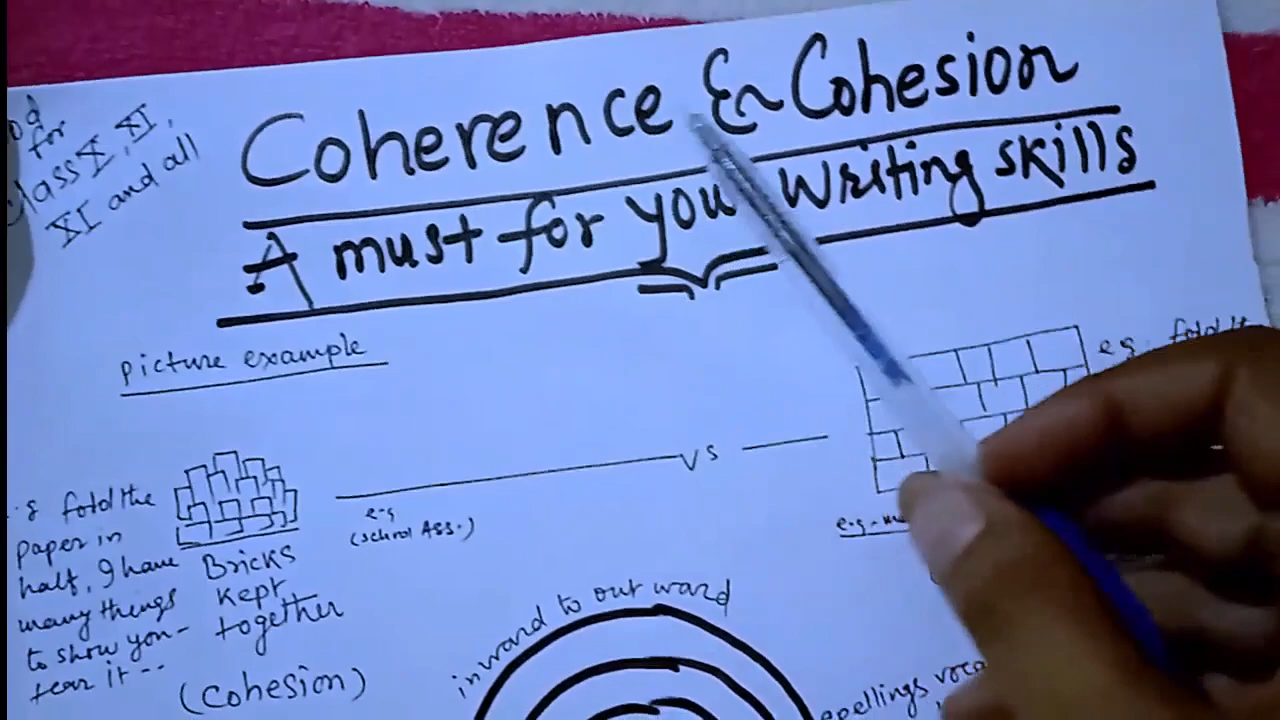 for
class X, XI,
XI and all
Coherence & Cohesion
A must for you writing skills
picture example
e.g. fold it
vs
e.g
(school Ass.)
e.g fold the
paper in
half, I have
many things
to show you-
tear it --
Bricks
kept
together
(Cohesion)
e.g-
inward to outward
spellings